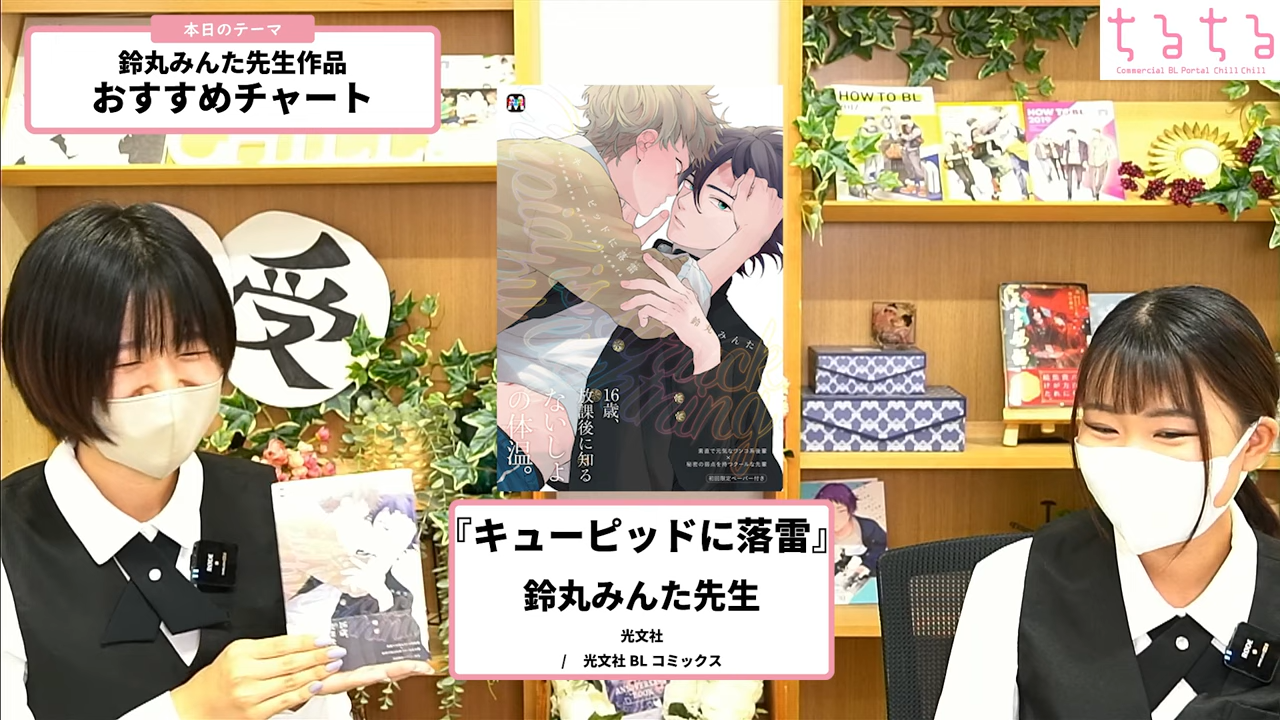 本日のテーマ
鈴丸みんた先生作品
おすすめチャート
ちるちる
Commercial BL Portal Chill Chill
HOW TO BL
HOW TO BL
2019
受
16歳、
放課後に知る
ないしょ
の体温。
素直で元気なワンコ系後輩
×
秘密の弱点を持つクールな先輩
初回限定ペーパー付き
『キューピッドに落雷』
鈴丸みんた先生
光文社
/ 光文社 BL コミックス
RODE
RODE